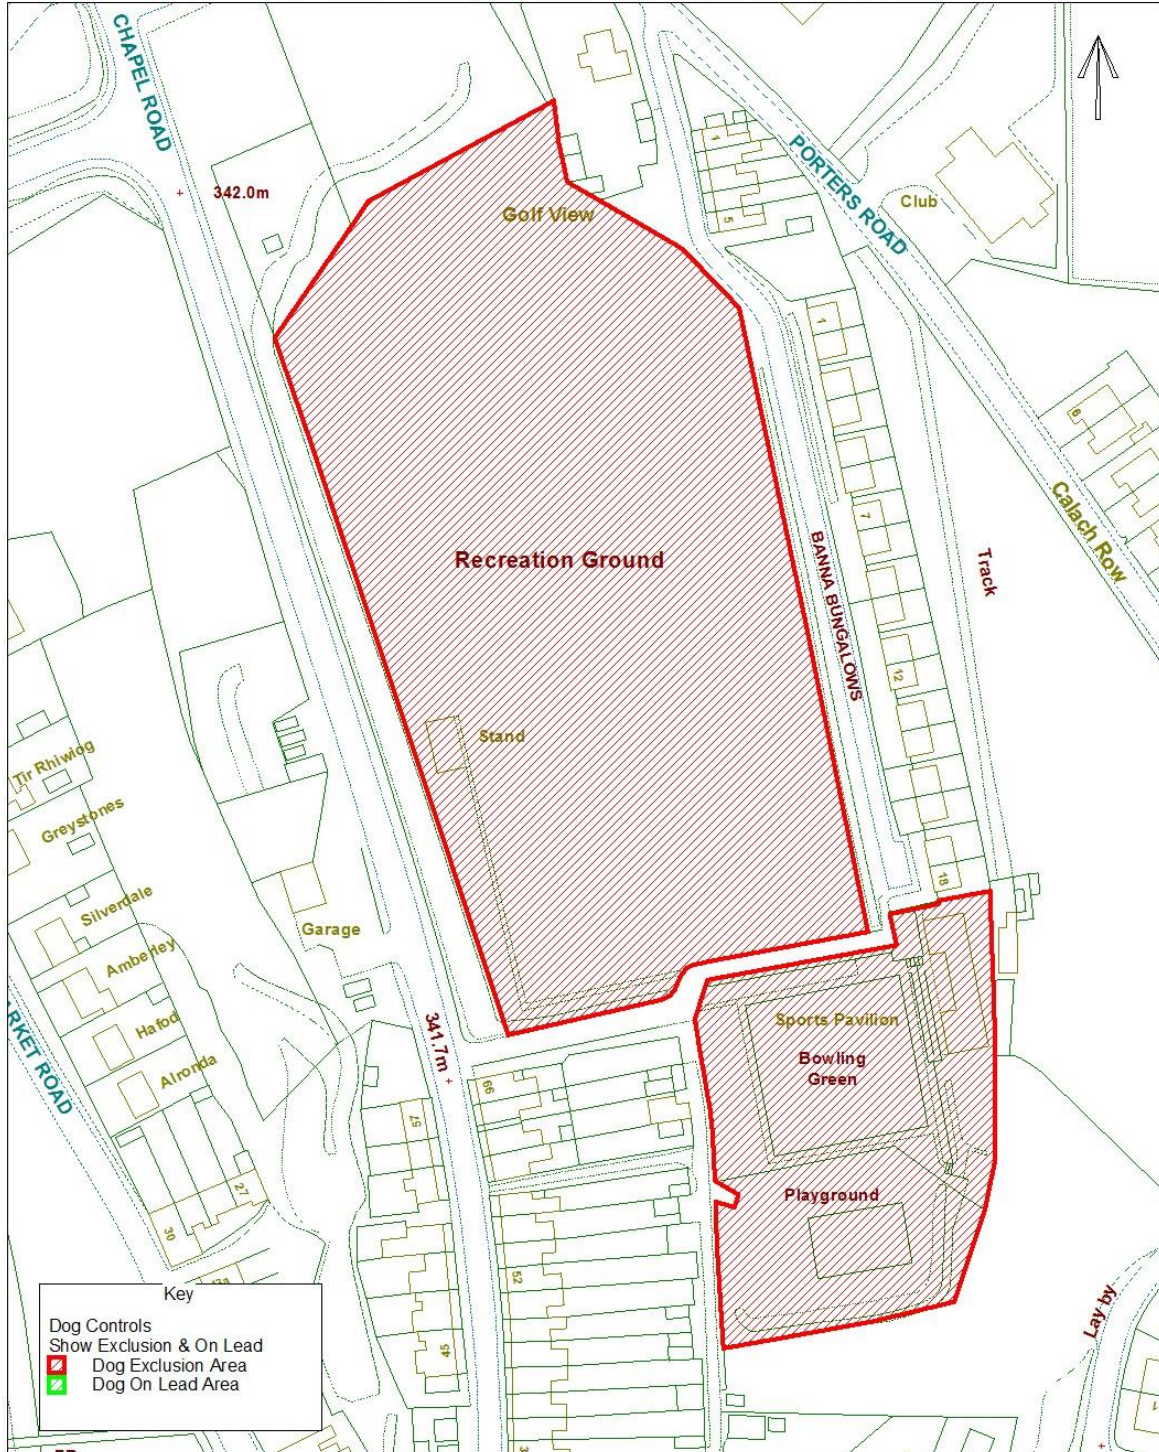 CHAPEL ROAD
342.0m
Golf View
1
5
PORTERS ROAD
Club
1
6
Calach Row
7
Recreation Ground
BANNA BUNGALOWS
Track
12
Stand
Tir Rhiwlog
Greystones
Silverdale
Amberley
Hafod
Alronda
Garage
18
341.7m
Sports Pavilion
Bowling
Green
66
57
Playground
27
30
52
45
Lay by
Key
Dog Controls
Show Exclusion & On Lead
Dog Exclusion Area
Dog On Lead Area